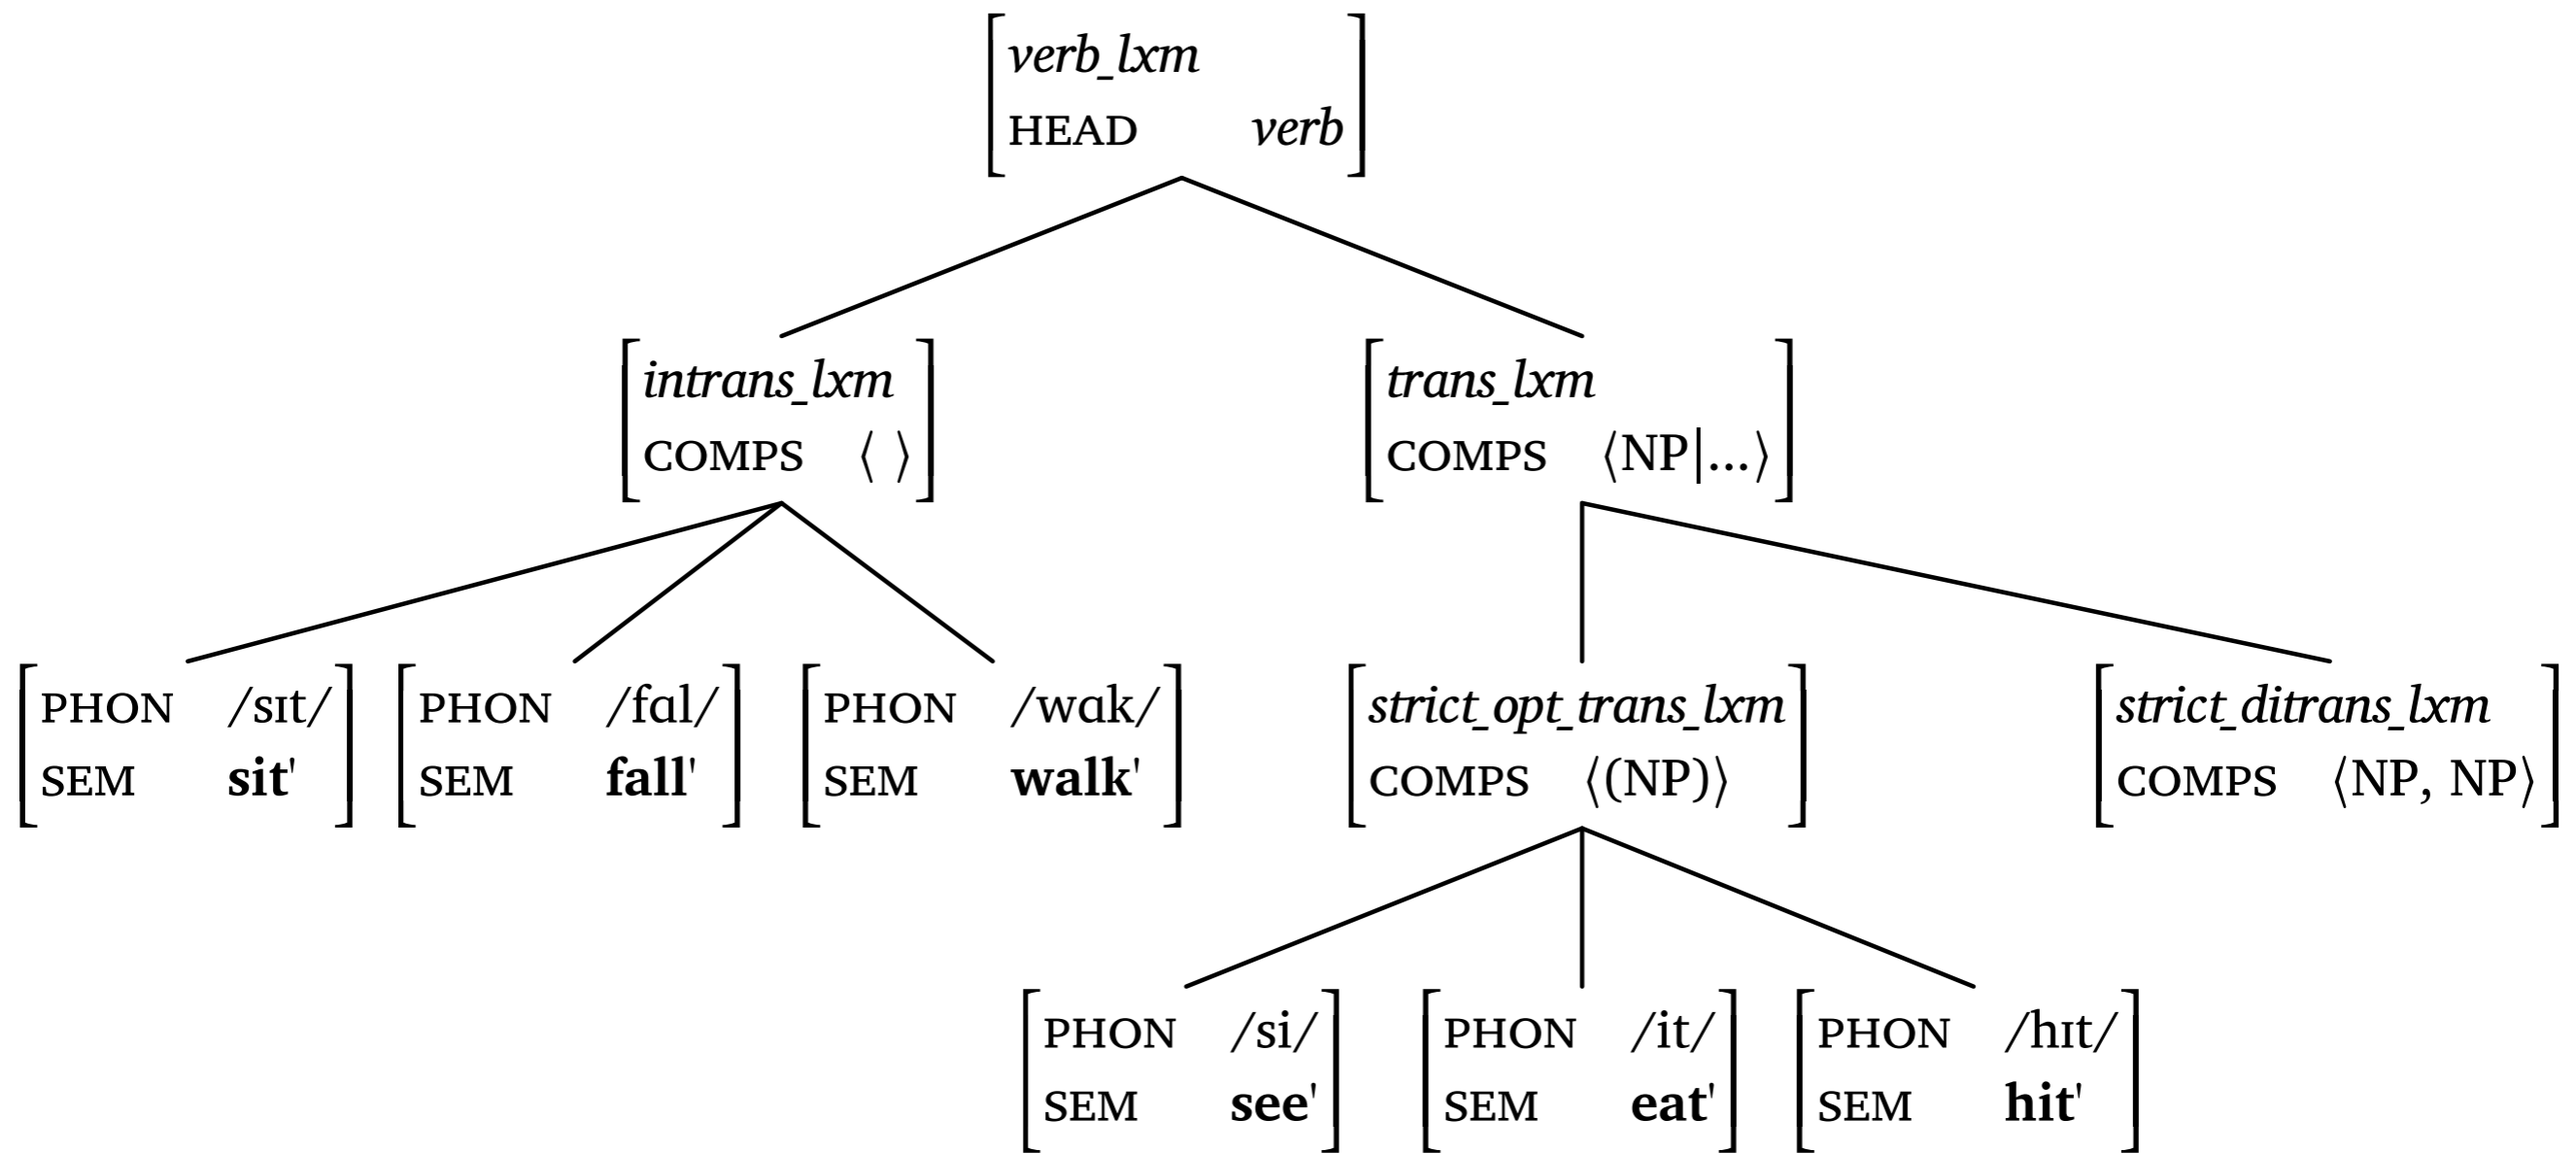 verb_lxm
HEAD verb
intrans_lxm
COMPS ⟨ ⟩
trans_lxm
COMPS ⟨NP|...⟩
PHON /sɪt/
SEM sit'
PHON /fɑl/
SEM fall'
PHON /wɑk/
SEM walk'
strict_opt_trans_lxm
COMPS ⟨(NP)⟩
strict_ditrans_lxm
COMPS ⟨NP, NP⟩
PHON /si/
SEM see'
PHON /it/
SEM eat'
PHON /hɪt/
SEM hit'